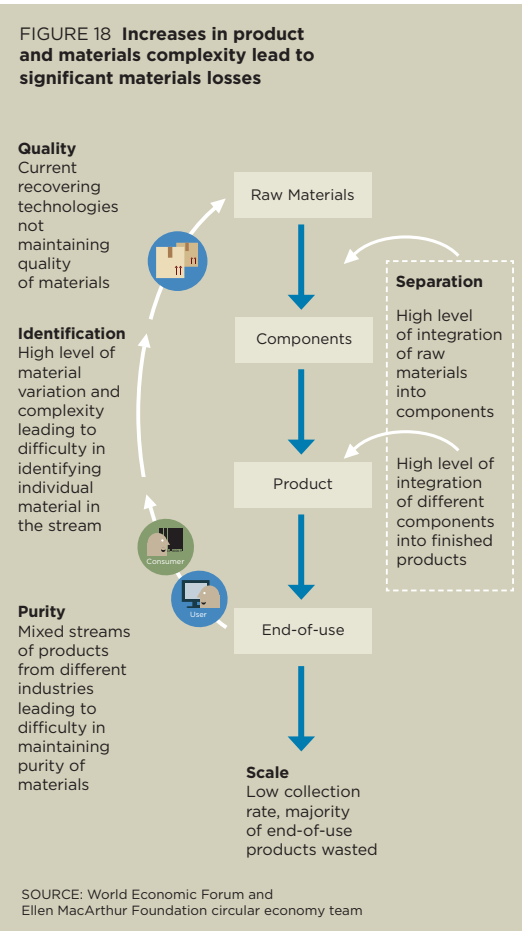 FIGURE 18 Increases in product
and materials complexity lead to
significant materials losses
Quality
Current
recovering
technologies
not
maintaining
quality
of materials
Identification
High level of
material
variation and
complexity
leading to
difficulty in
identifying
individual
material in
the stream
Purity
Mixed streams
of products
from different
industries
leading to
difficulty in
maintaining
purity of
materials
Consumer
User
Raw Materials
Components
Product
End-of-use
Separation
High level
of integration
of raw
materials
into
components
High level of
integration
of different
components
into finished
products
Scale
Low collection
rate, majority
of end-of-use
products wasted
SOURCE: World Economic Forum and
Ellen MacArthur Foundation circular economy team